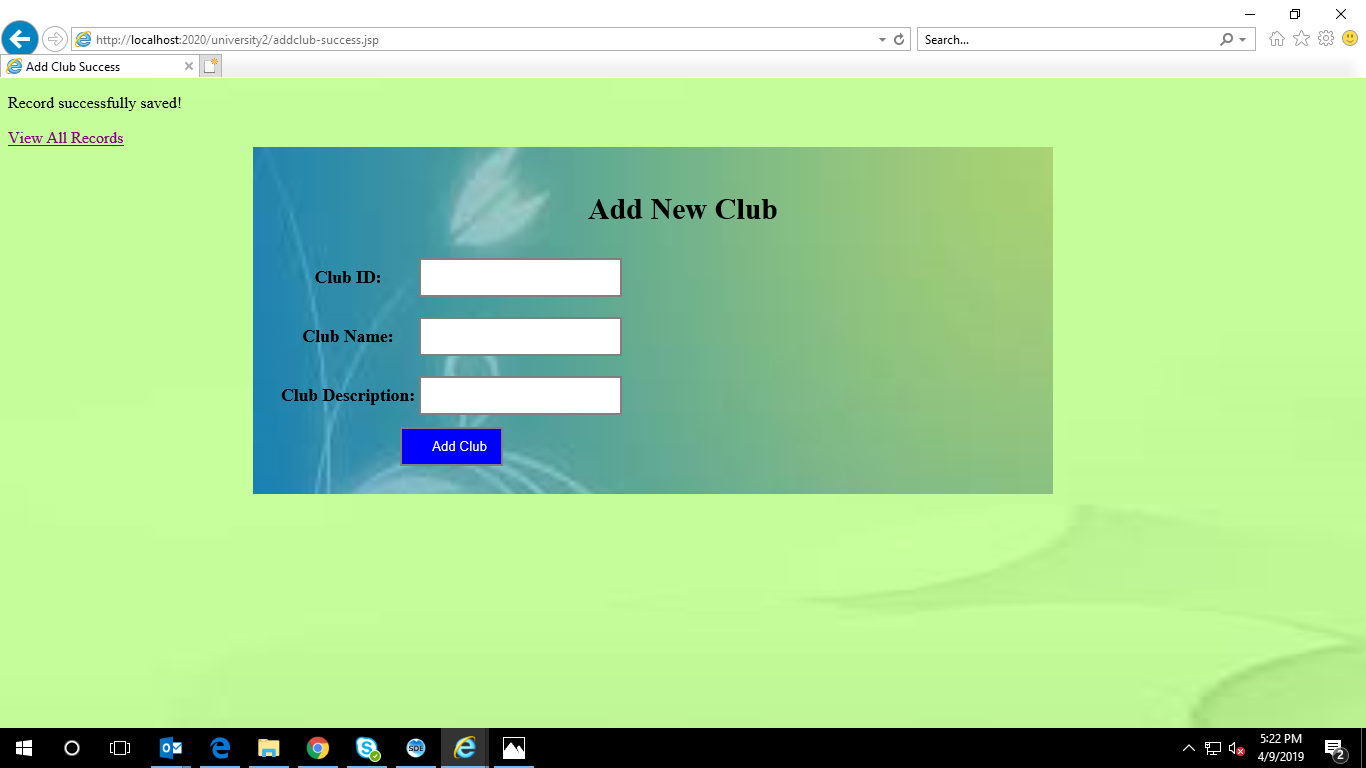 http://localhost:2020/university2/addclub-success.jsp
Search...
Add Club Success
Record successfully saved!
View All Records
Add New Club
Club ID:
Club Name:
Club Description:
Add Club
SDE
5:22 PM
4/9/2019
2